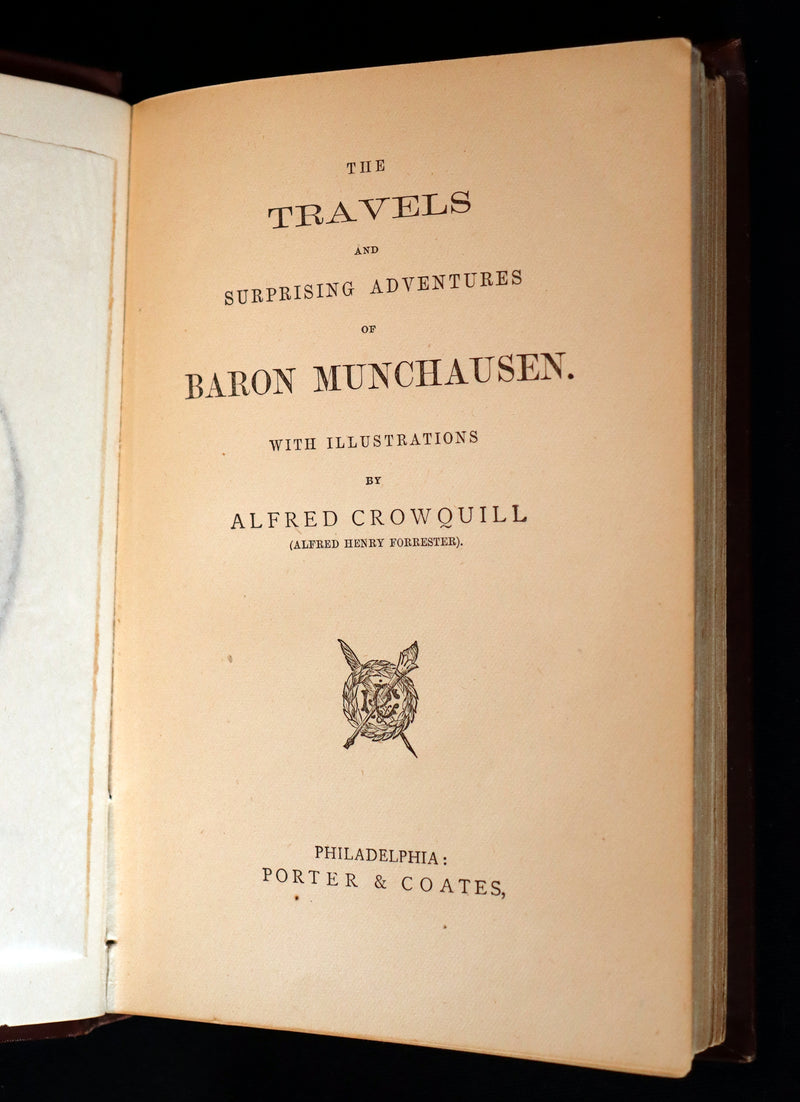 THE
TRAVELS
AND
SURPRISING ADVENTURES
OF
BARON MUNCHAUSEN.
WITH ILLUSTRATIONS
BY
ALFRED CROWQUILL
(ALFRED HENRY FORRESTER).
PHILADELPHIA:
PORTER & COATES,